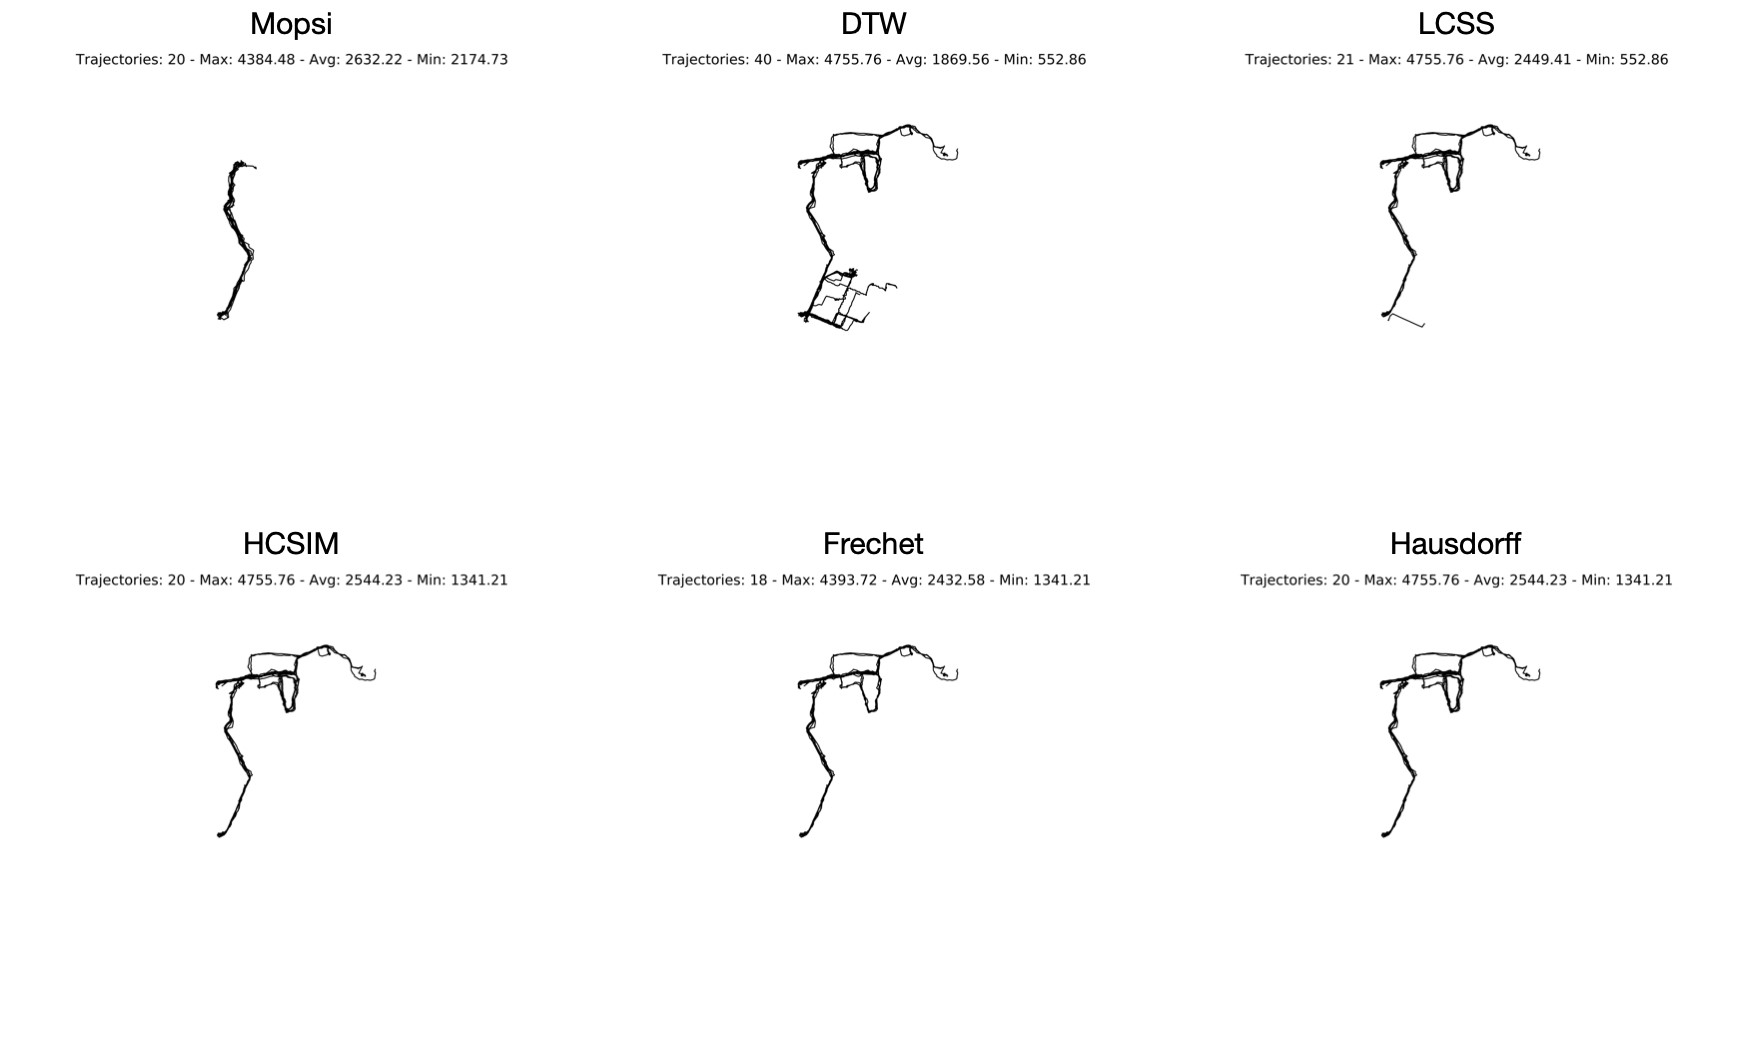 Mopsi
Trajectories: 20 - Max: 4384.48 - Avg: 2632.22 - Min: 2174.73
DTW
Trajectories: 40 - Max: 4755.76 - Avg: 1869.56 - Min: 552.86
LCSS
Trajectories: 21 - Max: 4755.76 - Avg: 2449.41 - Min: 552.86
HCSIM
Trajectories: 20 - Max: 4755.76 - Avg: 2544.23 - Min: 1341.21
Frechet
Trajectories: 18 - Max: 4393.72 - Avg: 2432.58 - Min: 1341.21
Hausdorff
Trajectories: 20 - Max: 4755.76 - Avg: 2544.23 - Min: 1341.21